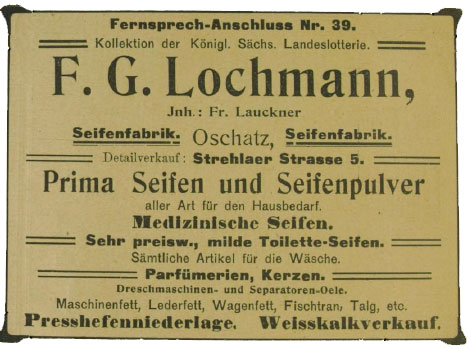 Fernsprech-Anschluss Nr. 39.
Kollektion der Königl. Sächs. Landeslotterie.
F. G. Lochmann,
Jnh.: Fr. Lauckner
Seifenfabrik. Oschatz, Seifenfabrik.
Detailverkauf: Strehlaer Strasse 5.
Prima Seifen und Seifenpulver
aller Art für den Hausbedarf.
Medizinische Seifen.
Sehr preisw., milde Toilette-Seifen.
Sämtliche Artikel für die Wäsche.
Parfümerien, Kerzen.
Dreschmaschinen- und Separatoren-Oele.
Maschinenfett, Lederfett, Wagenfett, Fischtran, Talg, etc.
Presshefenniederlage. Weisskalkverkauf.